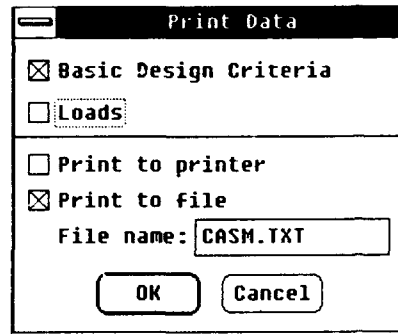 Print Data
Basic Design Criteria
Loads
Print to printer
Print to file
File name: CASM.TXT
OK Cancel